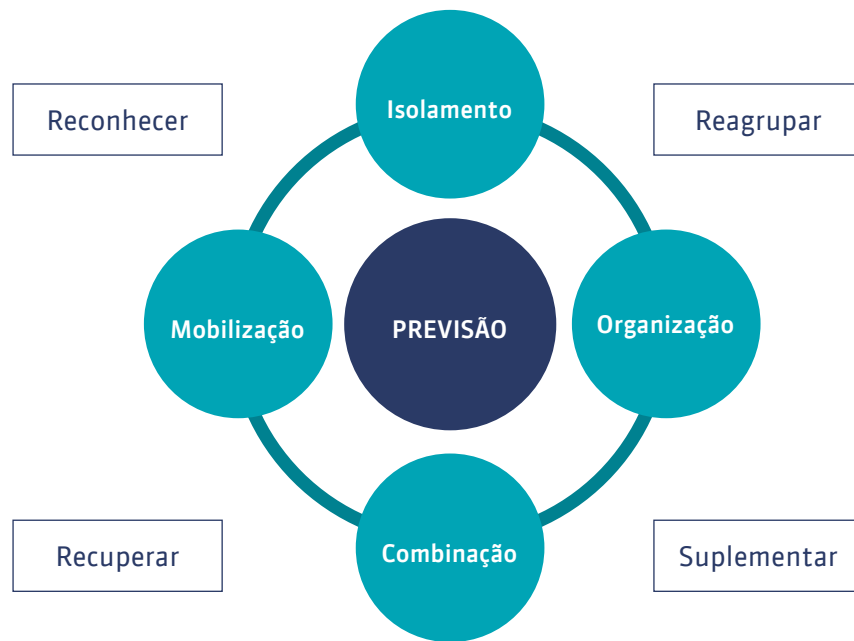 Isolamento
Reconhecer
Reagrupar
Mobilização
PREVISÃO
Organização
Combinação
Recuperar
Suplementar